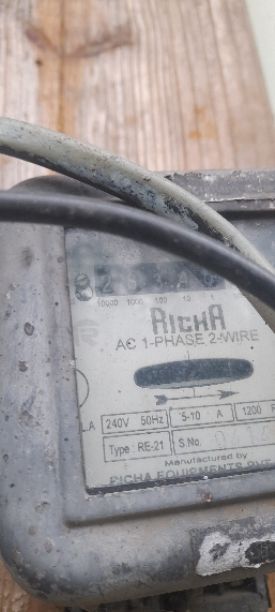 10000 1000 100 10 1
RICHA
AC 1-PHASE 2-WIRE
240V 50Hz 5-10 A 1200
Type : RE-21 S.No.
Manufactured by
RICHA EQUIPMENTS PVT